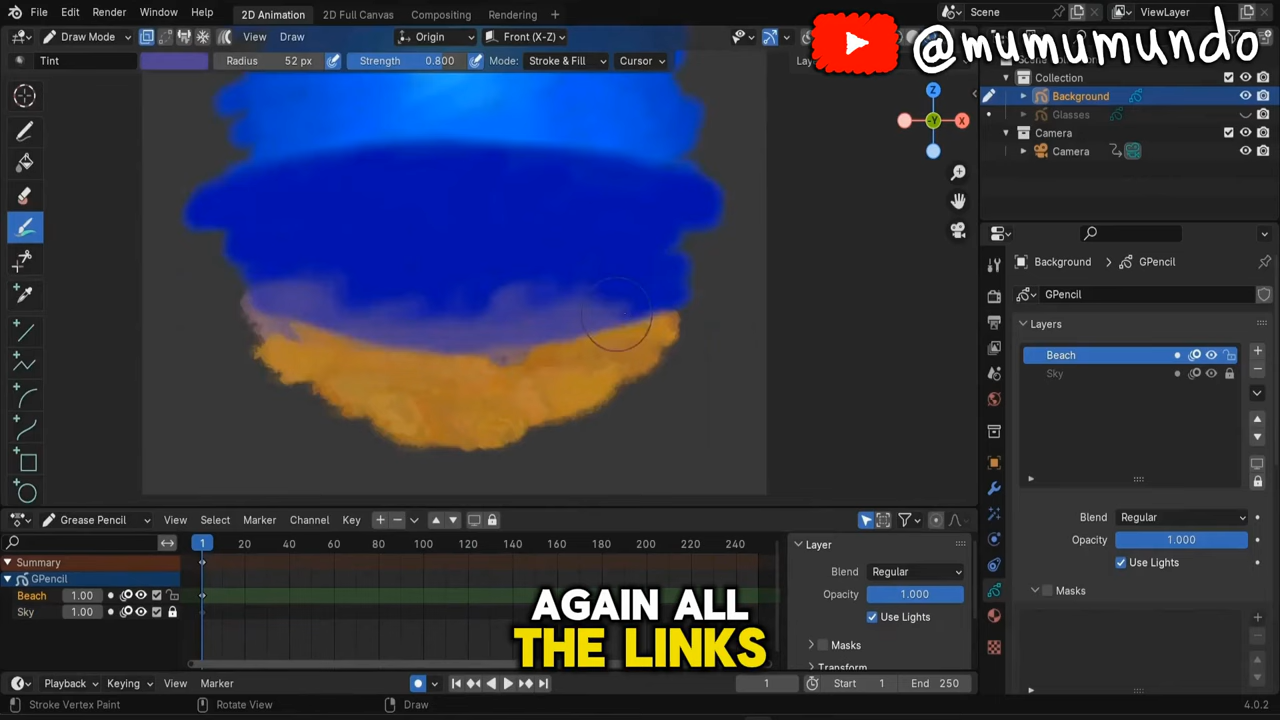 File Edit Render Window Help 2D Animation 2D Full Canvas Compositing Rendering Scene ViewLayer
@mumumundo
Draw Mode View Draw Origin Front (X-Z)
Tint Radius 52 px Strength 0.800 Mode: Stroke & Fill Cursor
Collection
Background
Glasses
Camera
Camera
Z
-Y X
Background GPencil
GPencil
Layers
Beach
Sky
Blend Regular
Opacity 1.000
Use Lights
Masks
Grease Pencil View Select Marker Channel Key
1 20 40 60 80 100 120 140 160 180 200 220 240
Summary
GPencil
Beach 1.00
Sky 1.00
Layer
Blend Regular
Opacity 1.000
Use Lights
Masks
Transform
AGAIN ALL
THE LINKS
Playback Keying View Marker 1 Start 1 End 250
Stroke Vertex Paint Rotate View Draw 4.0.2